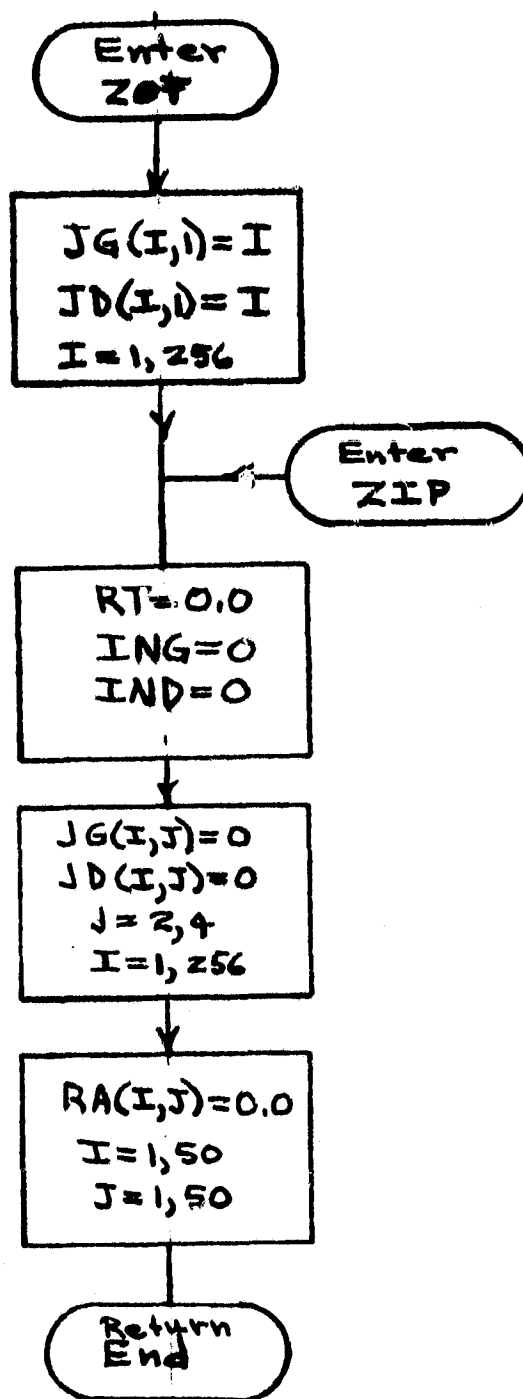 Enter
ZOT
JG(I,1)=I
JD(I,1)=I
I=1,256
Enter
ZIP
RT=0.0
ING=0
IND=0
JG(I,J)=0
JD(I,J)=0
J=2,4
I=1,256
RA(I,J)=0.0
I=1,50
J=1,50
Return
End